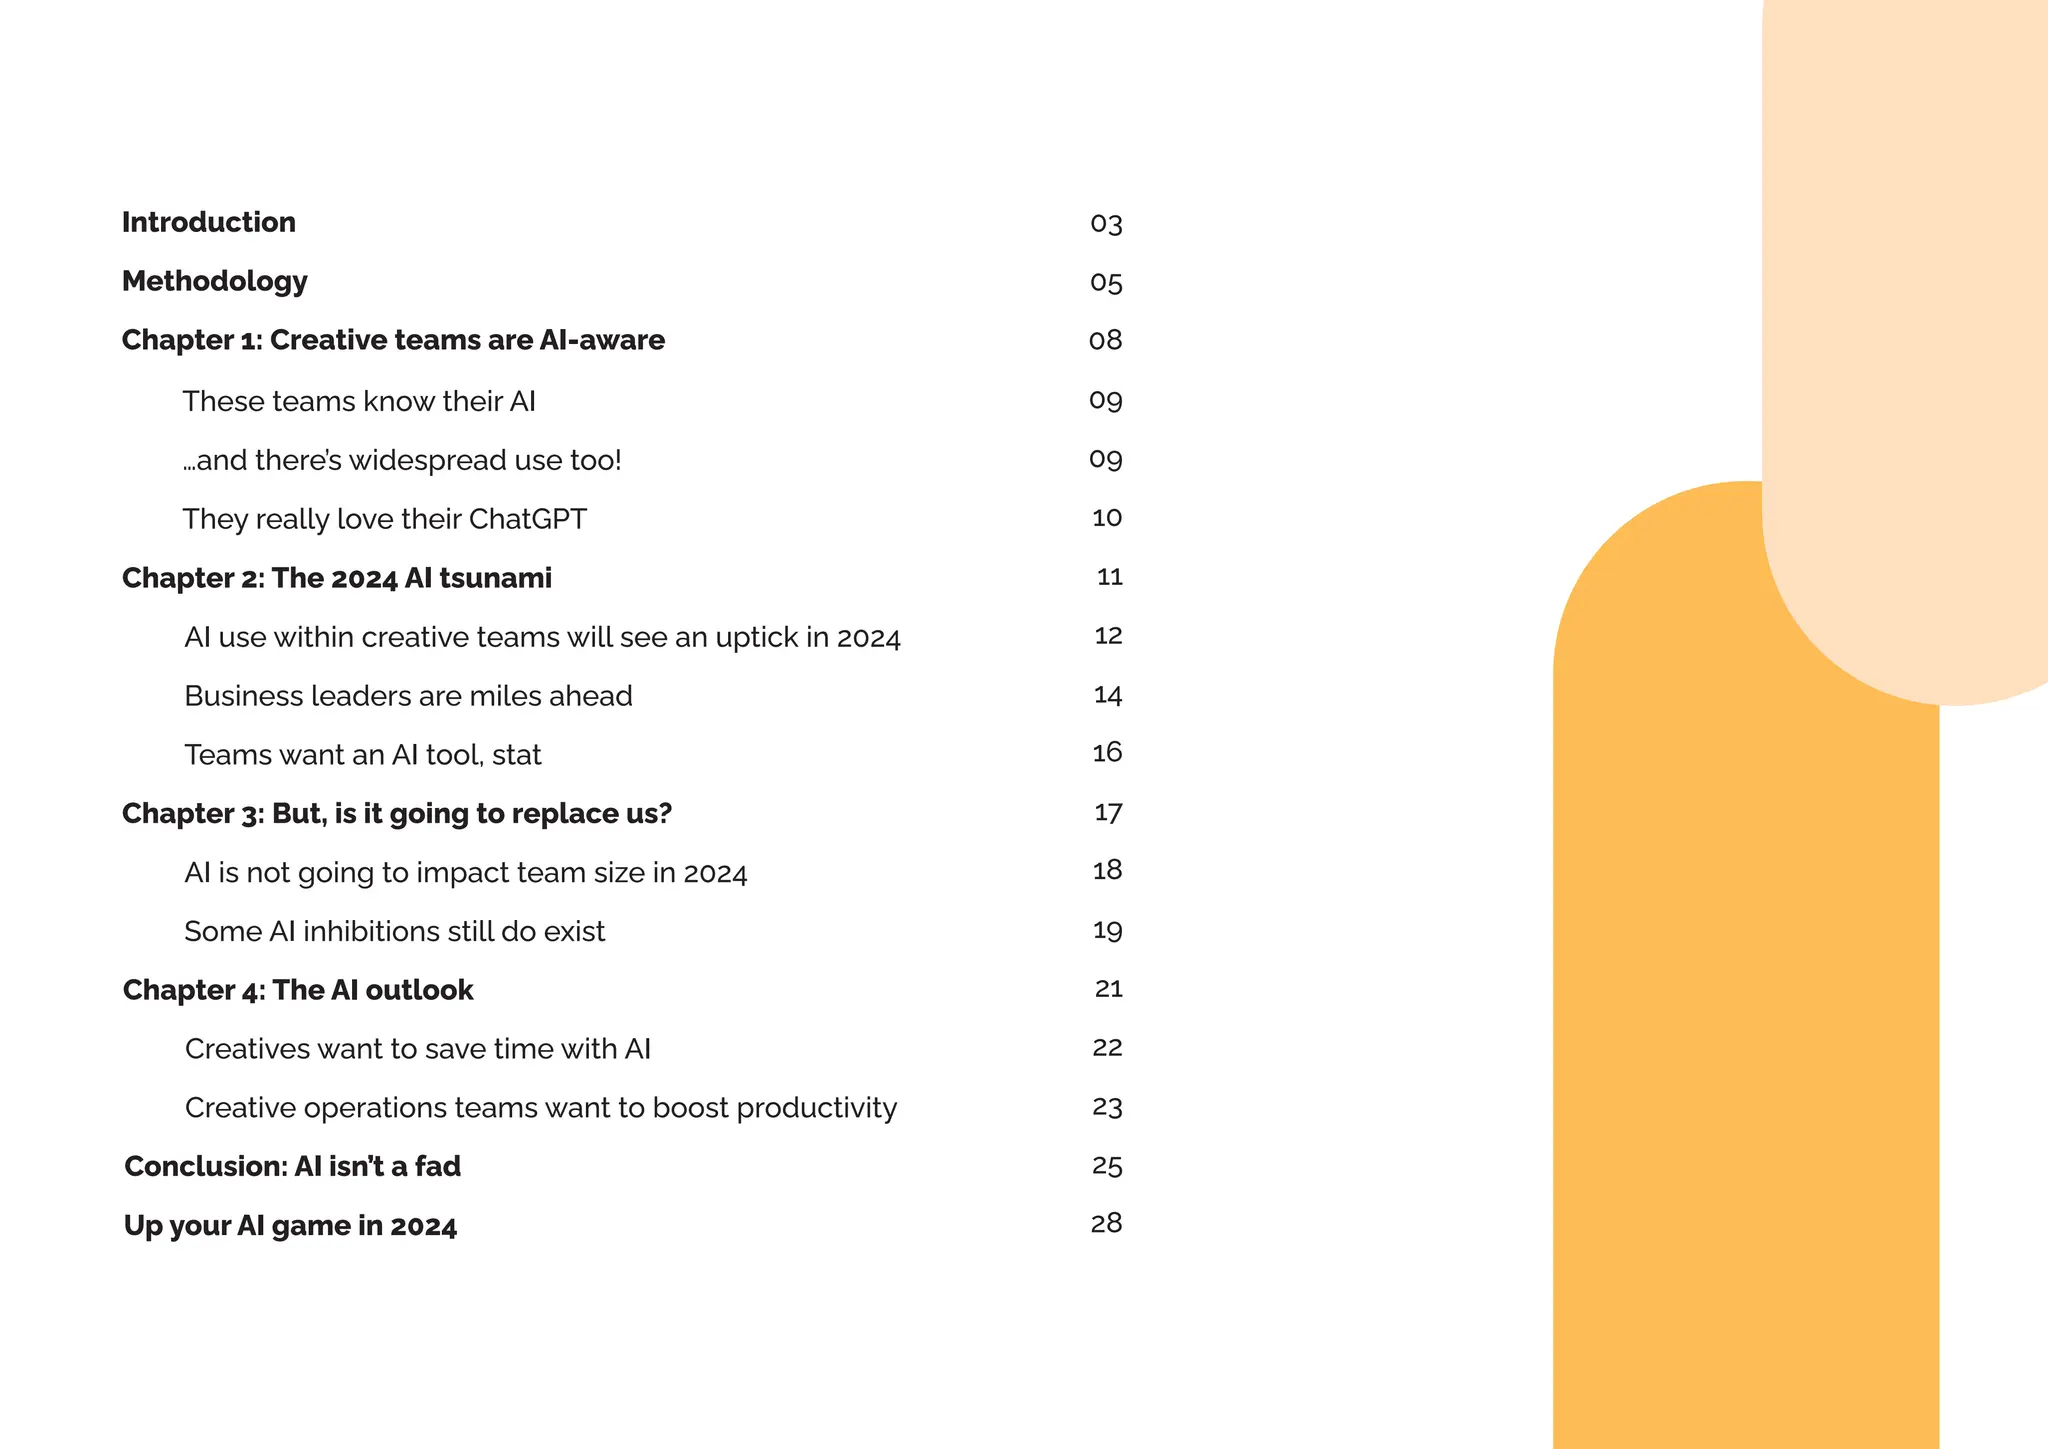 Introduction 03
Methodology 05
Chapter 1: Creative teams are AI-aware 08
These teams know their AI 09
…and there’s widespread use too! 09
They really love their ChatGPT 10
Chapter 2: The 2024 AI tsunami 11
AI use within creative teams will see an uptick in 2024 12
Business leaders are miles ahead 14
Teams want an AI tool, stat 16
Chapter 3: But, is it going to replace us? 17
AI is not going to impact team size in 2024 18
Some AI inhibitions still do exist 19
Chapter 4: The AI outlook 21
Creatives want to save time with AI 22
Creative operations teams want to boost productivity 23
Conclusion: AI isn’t a fad 25
Up your AI game in 2024 28